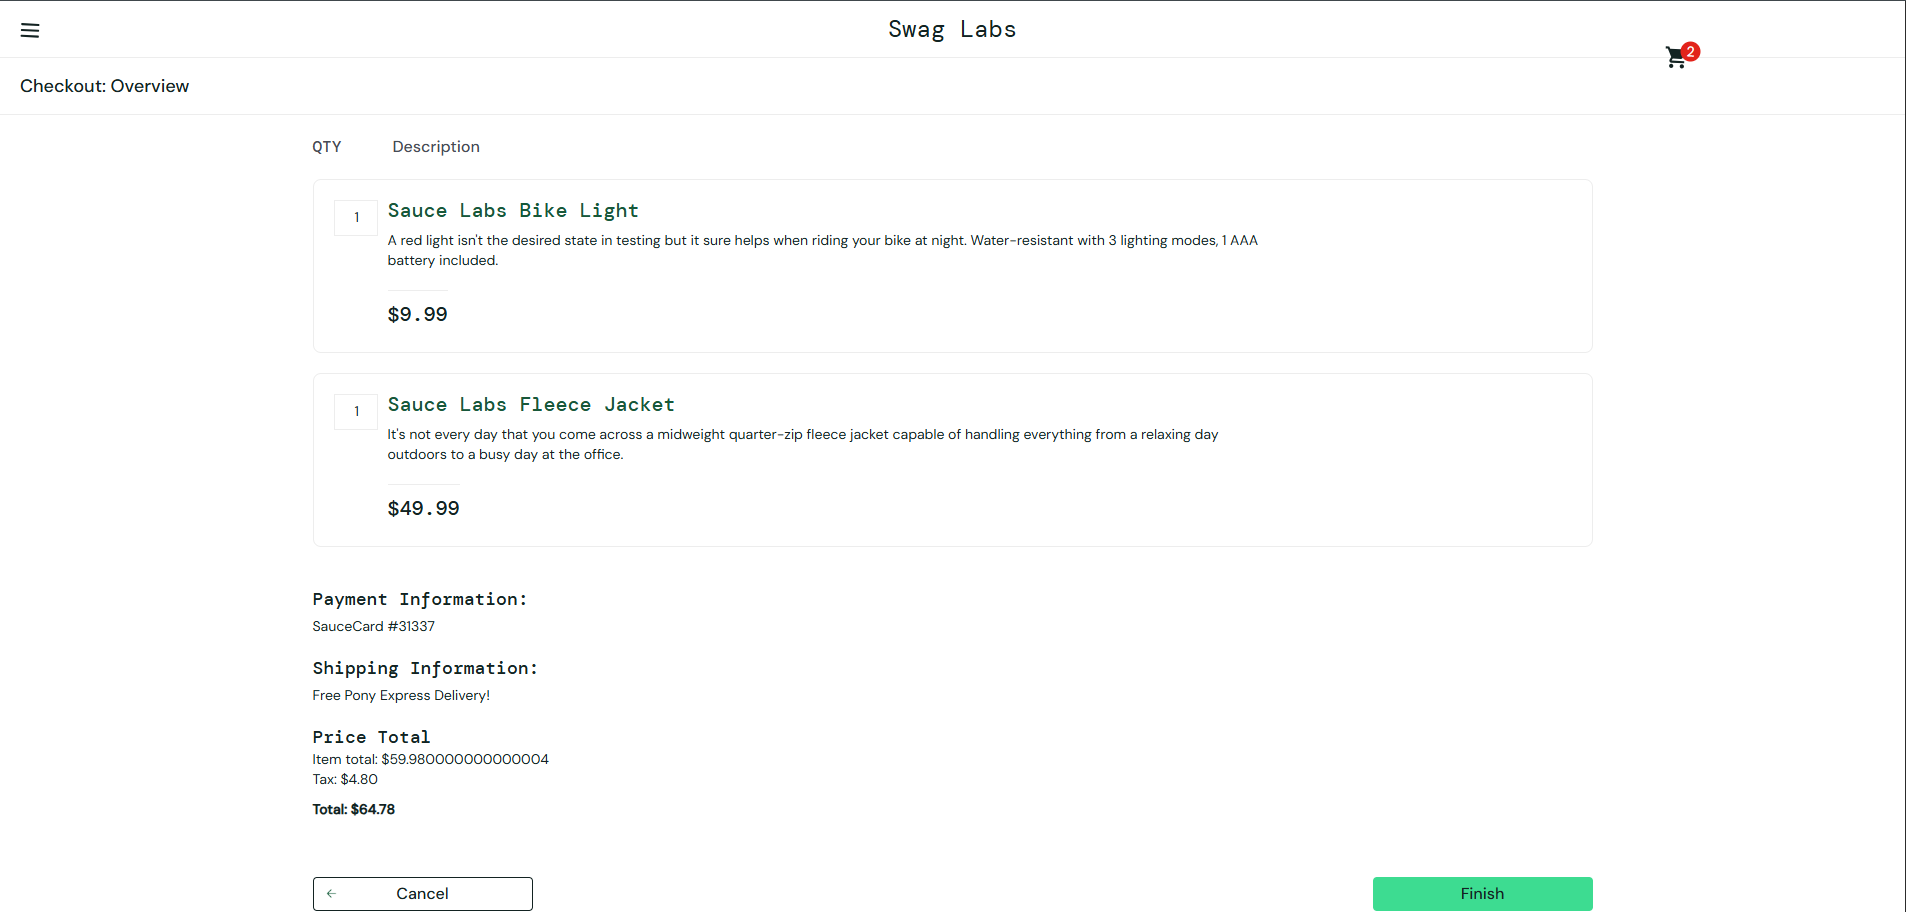 Swag Labs
2
Checkout: Overview
QTY Description
1
Sauce Labs Bike Light
A red light isn't the desired state in testing but it sure helps when riding your bike at night. Water-resistant with 3 lighting modes, 1 AAA
battery included.
$9.99
1
Sauce Labs Fleece Jacket
It's not every day that you come across a midweight quarter-zip fleece jacket capable of handling everything from a relaxing day
outdoors to a busy day at the office.
$49.99
Payment Information:
SauceCard #31337
Shipping Information:
Free Pony Express Delivery!
Price Total
Item total: $59.980000000000004
Tax: $4.80
Total: $64.78
Cancel
Finish